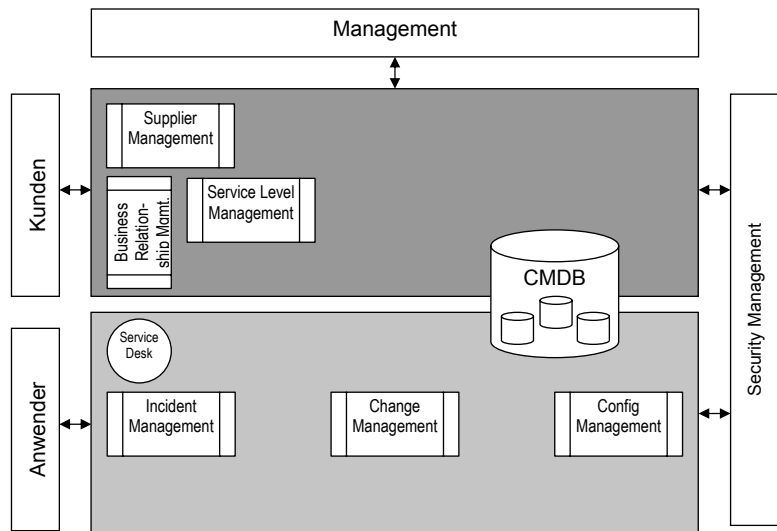 Management
Kunden
Supplier
Management
Business
Relation-
ship Mgmt.
Service Level
Management
CMDB
Security Management
Anwender
Service
Desk
Incident
Management
Change
Management
Config
Management